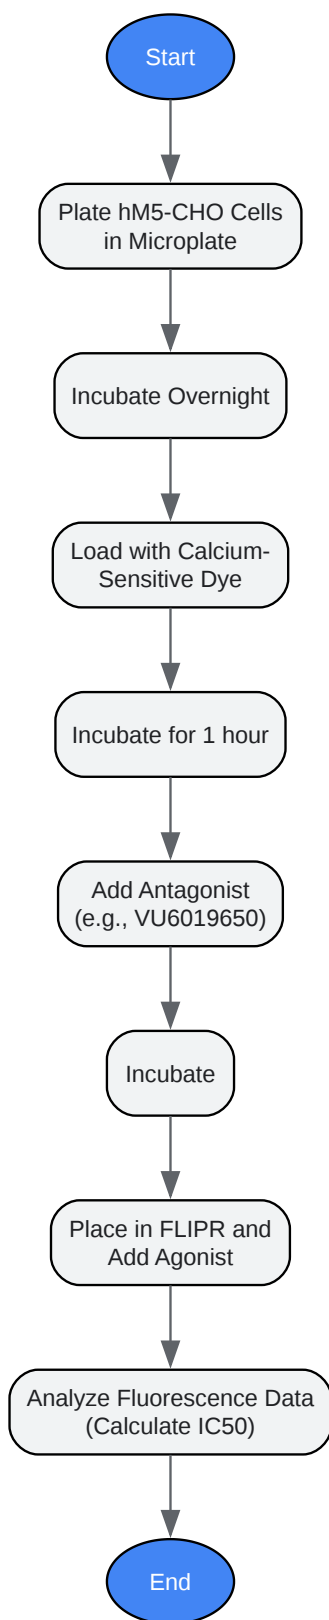 Start
Plate hM5-CHO Cells
in Microplate
Incubate Overnight
Load with Calcium-
Sensitive Dye
Incubate for 1 hour
Add Antagonist
(e.g., VU6019650)
Incubate
Place in FLIPR and
Add Agonist
Analyze Fluorescence Data
(Calculate IC50)
End